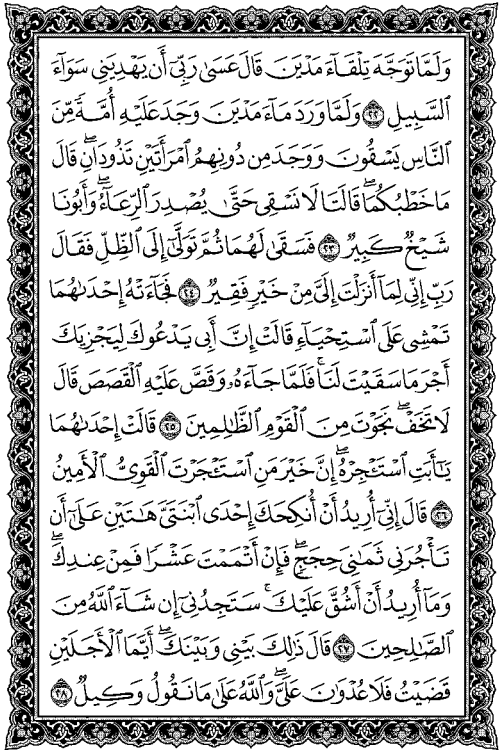 وَلَمَّا تَوَجَّهَ تِلْقَآءَ مَدْيَنَ قَالَ عَسَىٰ رَبِّىٓ أَن يَهْدِيَنِى سَوَآءَ
ٱلسَّبِيلِ ٢٢ وَلَمَّا وَرَدَ مَآءَ مَدْيَنَ وَجَدَ عَلَيْهِ أُمَّةً مِّنَ
ٱلنَّاسِ يَسْقُونَ وَوَجَدَ مِن دُونِهِمُ ٱمْرَأَتَيْنِ تَذُودَانِ ۖ قَالَ
مَا خَطْبُكُمَا ۖ قَالَتَا لَا نَسْقِى حَتَّىٰ يُصْدِرَ ٱلرِّعَآءُ ۖ وَأَبُونَا
شَيْخٌ كَبِيرٌ ٢٣ فَسَقَىٰ لَهُمَا ثُمَّ تَوَلَّىٰٓ إِلَى ٱلظِّلِّ فَقَالَ
رَبِّ إِنِّى لِمَآ أَنزَلْتَ إِلَىَّ مِنْ خَيْرٍ فَقِيرٌ ٢٤ فَجَآءَتْهُ إِحْدَىٰهُمَا
تَمْشِى عَلَى ٱسْتِحْيَآءٍ قَالَتْ إِنَّ أَبِى يَدْعُوكَ لِيَجْزِيَكَ
أَجْرَ مَا سَقَيْتَ لَنَا ۚ فَلَمَّا جَآءَهُۥ وَقَصَّ عَلَيْهِ ٱلْقَصَصَ قَالَ
لَا تَخَفْ ۖ نَجَوْتَ مِنَ ٱلْقَوْمِ ٱلظَّٰلِمِينَ ٢٥ قَالَتْ إِحْدَىٰهُمَا
يَٰٓأَبَتِ ٱسْتَـْٔجِرْهُ ۖ إِنَّ خَيْرَ مَنِ ٱسْتَـْٔجَرْتَ ٱلْقَوِىُّ ٱلْأَمِينُ
٢٦ قَالَ إِنِّىٓ أُرِيدُ أَنْ أُنكِحَكَ إِحْدَى ٱبْنَتَىَّ هَٰتَيْنِ عَلَىٰٓ أَن
تَأْجُرَنِى ثَمَٰنِىَ حِجَجٍ ۖ فَإِنْ أَتْمَمْتَ عَشْرًا فَمِنْ عِندِكَ ۖ
وَمَآ أُرِيدُ أَنْ أَشُقَّ عَلَيْكَ ۚ سَتَجِدُنِىٓ إِن شَآءَ ٱللَّهُ مِنَ
ٱلصَّٰلِحِينَ ٢٧ قَالَ ذَٰلِكَ بَيْنِى وَبَيْنَكَ ۖ أَيَّمَا ٱلْأَجَلَيْنِ
قَضَيْتُ فَلَا عُدْوَٰنَ عَلَىَّ ۖ وَٱللَّهُ عَلَىٰ مَا نَقُولُ وَكِيلٌ ٢٨